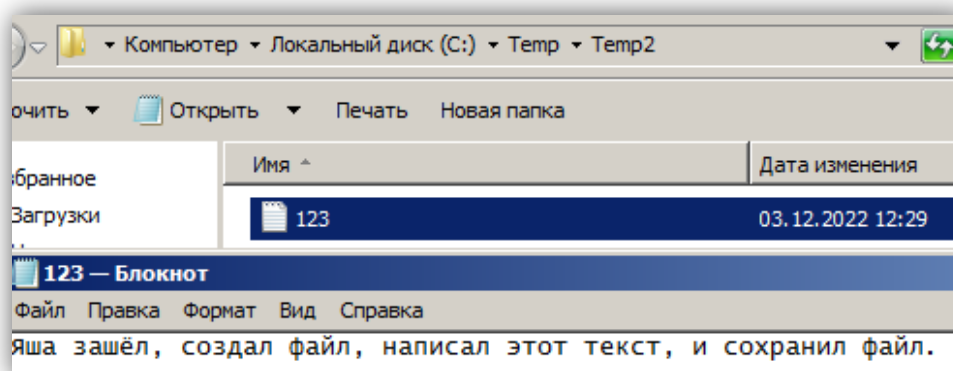 Компьютер Локальный диск (C:) Temp Temp2
очить Открыть Печать Новая папка
Имя Дата изменения
збранное
Загрузки
123 03.12.2022 12:29
123 — Блокнот
Файл Правка Формат Вид Справка
Яша зашёл, создал файл, написал этот текст, и сохранил файл.